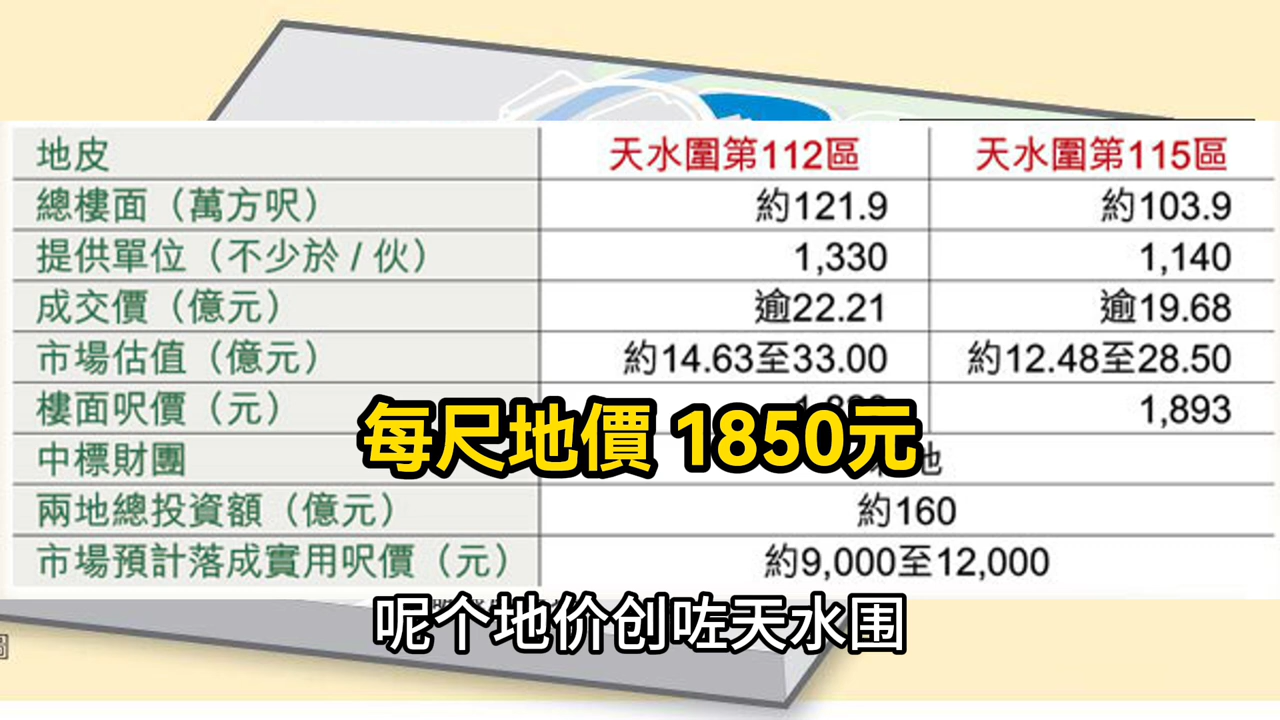 地皮 天水圍第112區 天水圍第115區
總樓面（萬方呎） 約121.9 約103.9
提供單位（不少於 / 伙） 1,330 1,140
成交價（億元） 逾22.21 逾19.68
市場估值（億元） 約14.63至33.00 約12.48至28.50
樓面呎價（元） 1,893
每尺地價 1850元
中標財團 地
兩地總投資額（億元） 約160
市場預計落成實用呎價（元） 約9,000至12,000
呢个地价创咗天水围